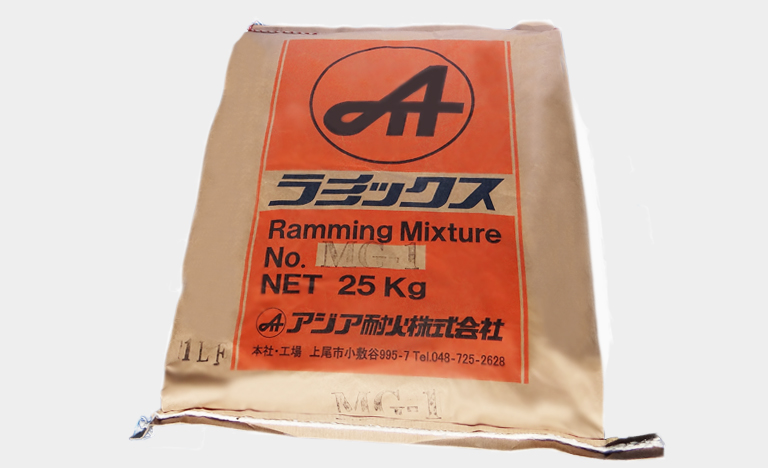 ラミックス
Ramming Mixture
No. MG-1
NET 25 Kg
アジア耐火株式会社
本社・工場 上尾市小敷谷995-7 Tel.048-725-2628
1LF
MG-1